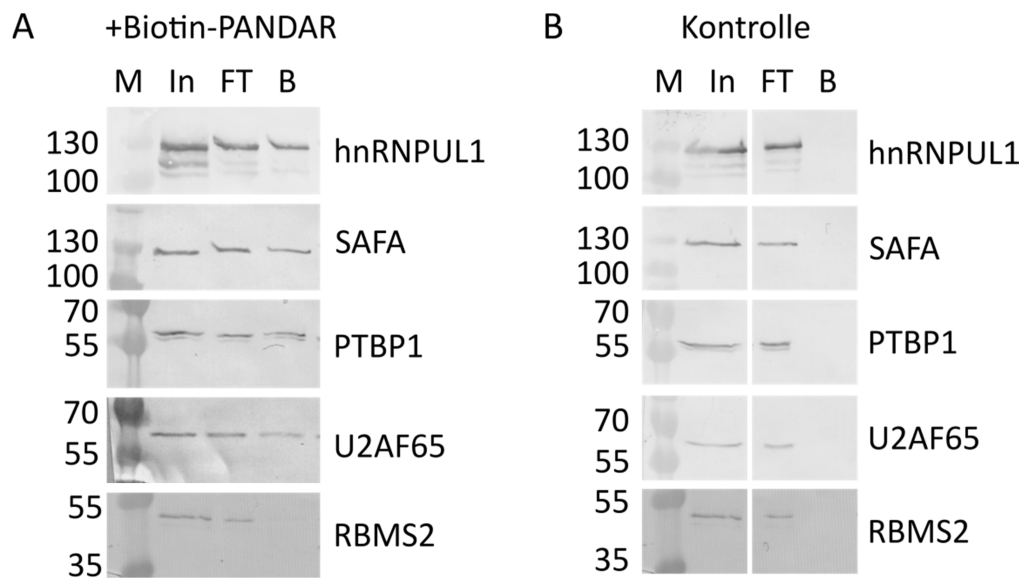 A +Biotin-PANDAR
M In FT B
130
100
hnRNPUL1
130
100
SAFA
70
55
PTBP1
70
55
U2AF65
55
35
RBMS2
B Kontrolle
M In FT B
130
100
hnRNPUL1
130
100
SAFA
70
55
PTBP1
70
55
U2AF65
55
35
RBMS2